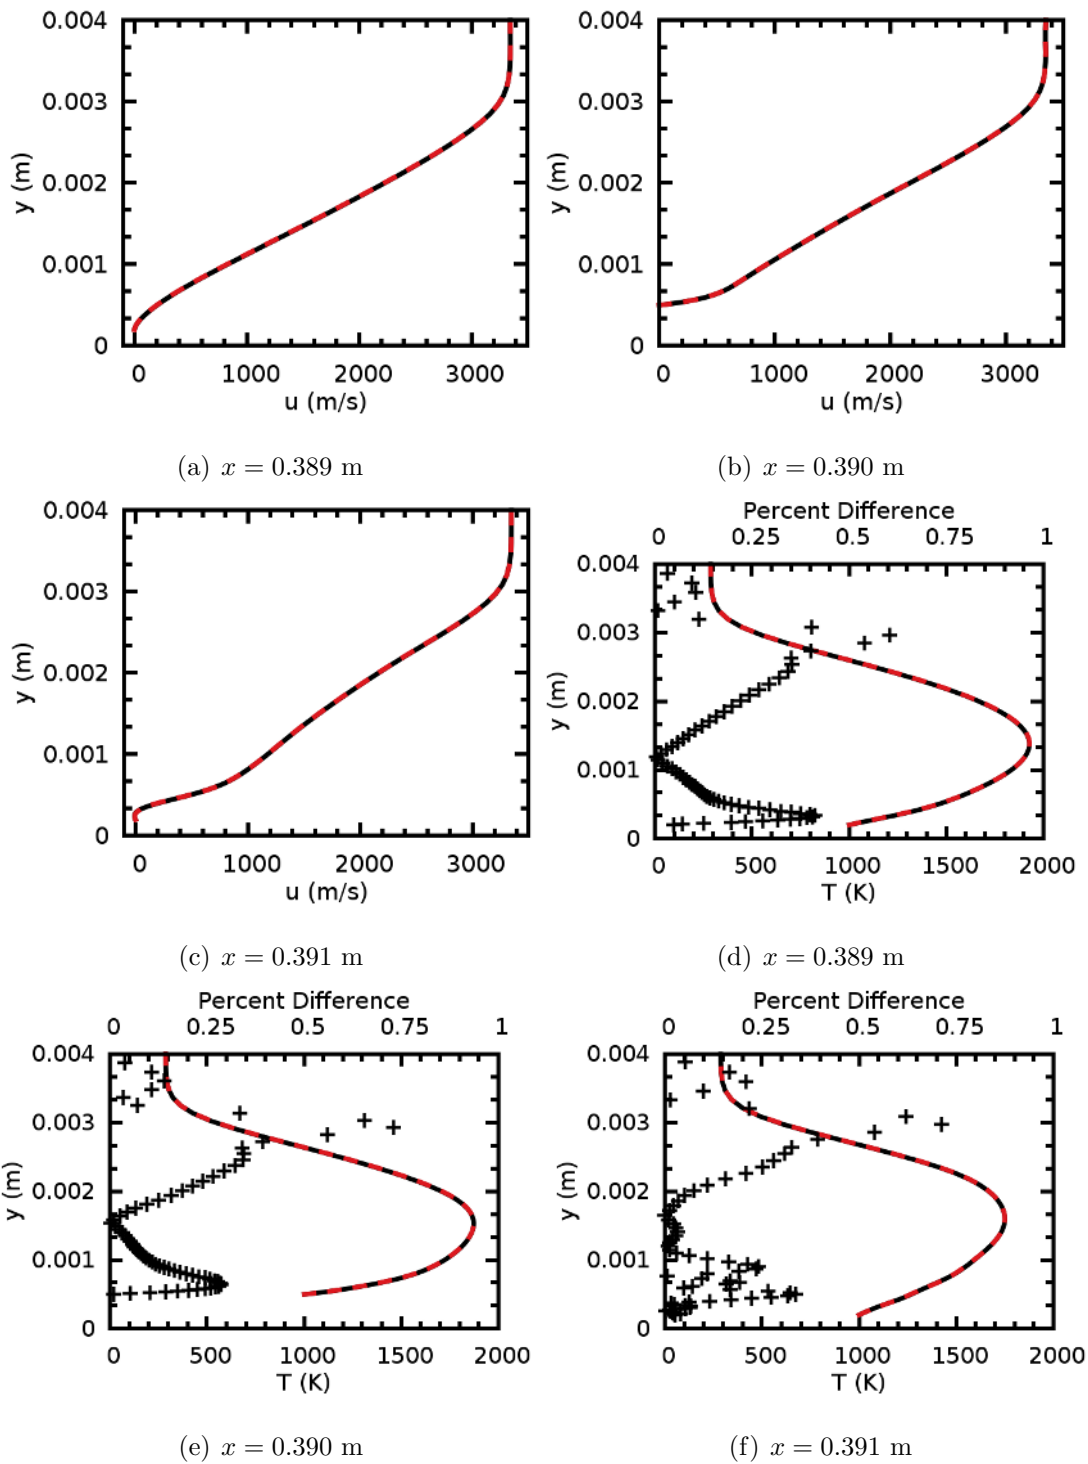 0.004
0.003
0.002
0.001
0
y (m)
0 1000 2000 3000
u (m/s)
(a) x = 0.389 m
0.004
0.003
0.002
0.001
0
y (m)
0 1000 2000 3000
u (m/s)
(b) x = 0.390 m
0.004
0.003
0.002
0.001
0
y (m)
0 1000 2000 3000
u (m/s)
(c) x = 0.391 m
Percent Difference
0 0.25 0.5 0.75 1
0.004
0.003
0.002
0.001
0
y (m)
0 500 1000 1500 2000
T (K)
(d) x = 0.389 m
Percent Difference
0 0.25 0.5 0.75 1
0.004
0.003
0.002
0.001
0
y (m)
0 500 1000 1500 2000
T (K)
(e) x = 0.390 m
Percent Difference
0 0.25 0.5 0.75 1
0.004
0.003
0.002
0.001
0
y (m)
0 500 1000 1500 2000
T (K)
(f) x = 0.391 m